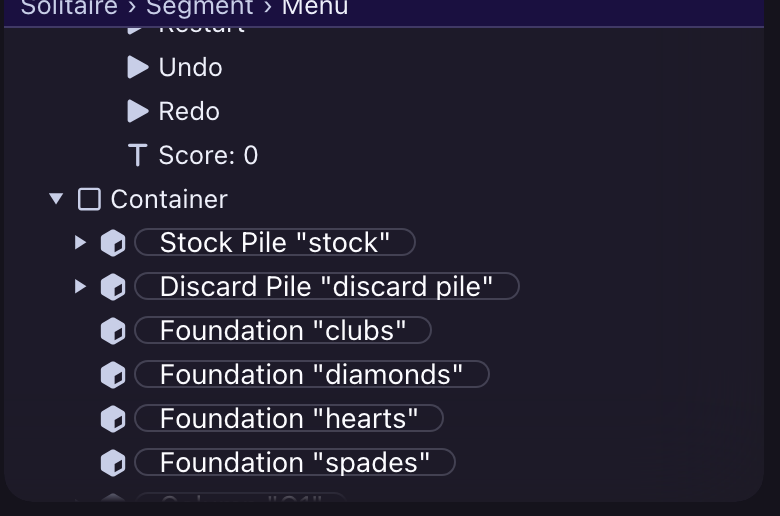 Solitaire › Segment › Menu
Restart
Undo
Redo
Score: 0
Container
Stock Pile "stock"
Discard Pile "discard pile"
Foundation "clubs"
Foundation "diamonds"
Foundation "hearts"
Foundation "spades"